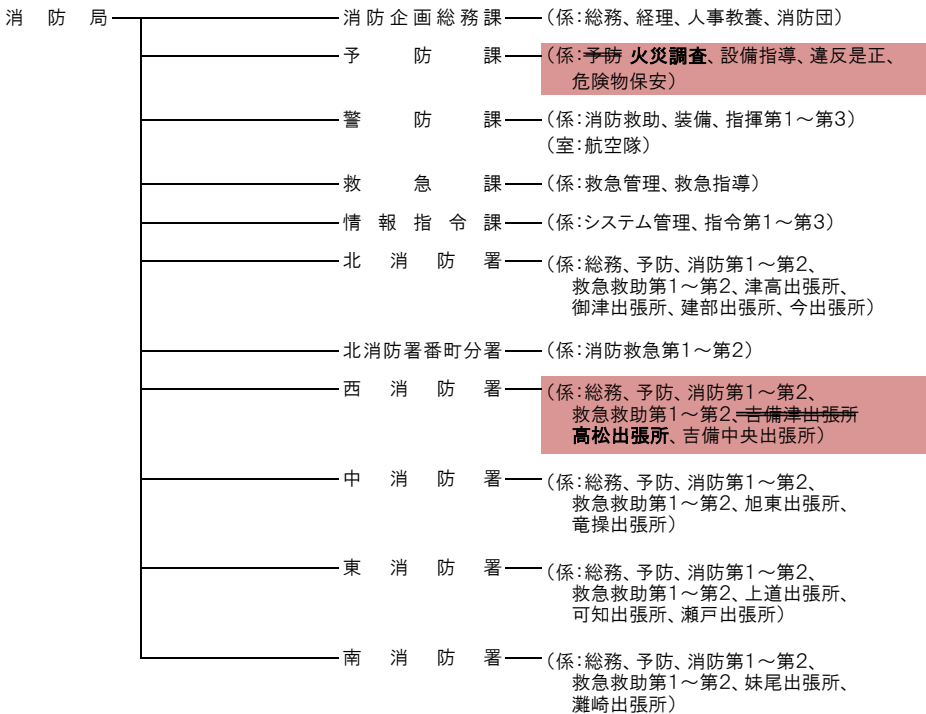 消防局 消防企画総務課 (係:総務、経理、人事教養、消防団)
予防課 (係:予防 火災調査、設備指導、違反是正、
危険物保安)
警防課 (係:消防救助、装備、指揮第1～第3)
(室:航空隊)
救急課 (係:救急管理、救急指導)
情報指令課 (係:システム管理、指令第1～第3)
北消防署 (係:総務、予防、消防第1～第2、
救急救助第1～第2、津高出張所、
御津出張所、建部出張所、今出張所)
北消防署番町分署 (係:消防救急第1～第2)
西消防署 (係:総務、予防、消防第1～第2、
救急救助第1～第2、吉備津出張所
高松出張所、吉備中央出張所)
中消防署 (係:総務、予防、消防第1～第2、
救急救助第1～第2、旭東出張所、
竜操出張所)
東消防署 (係:総務、予防、消防第1～第2、
救急救助第1～第2、上道出張所、
可知出張所、瀬戸出張所)
南消防署 (係:総務、予防、消防第1～第2、
救急救助第1～第2、妹尾出張所、
灘崎出張所)